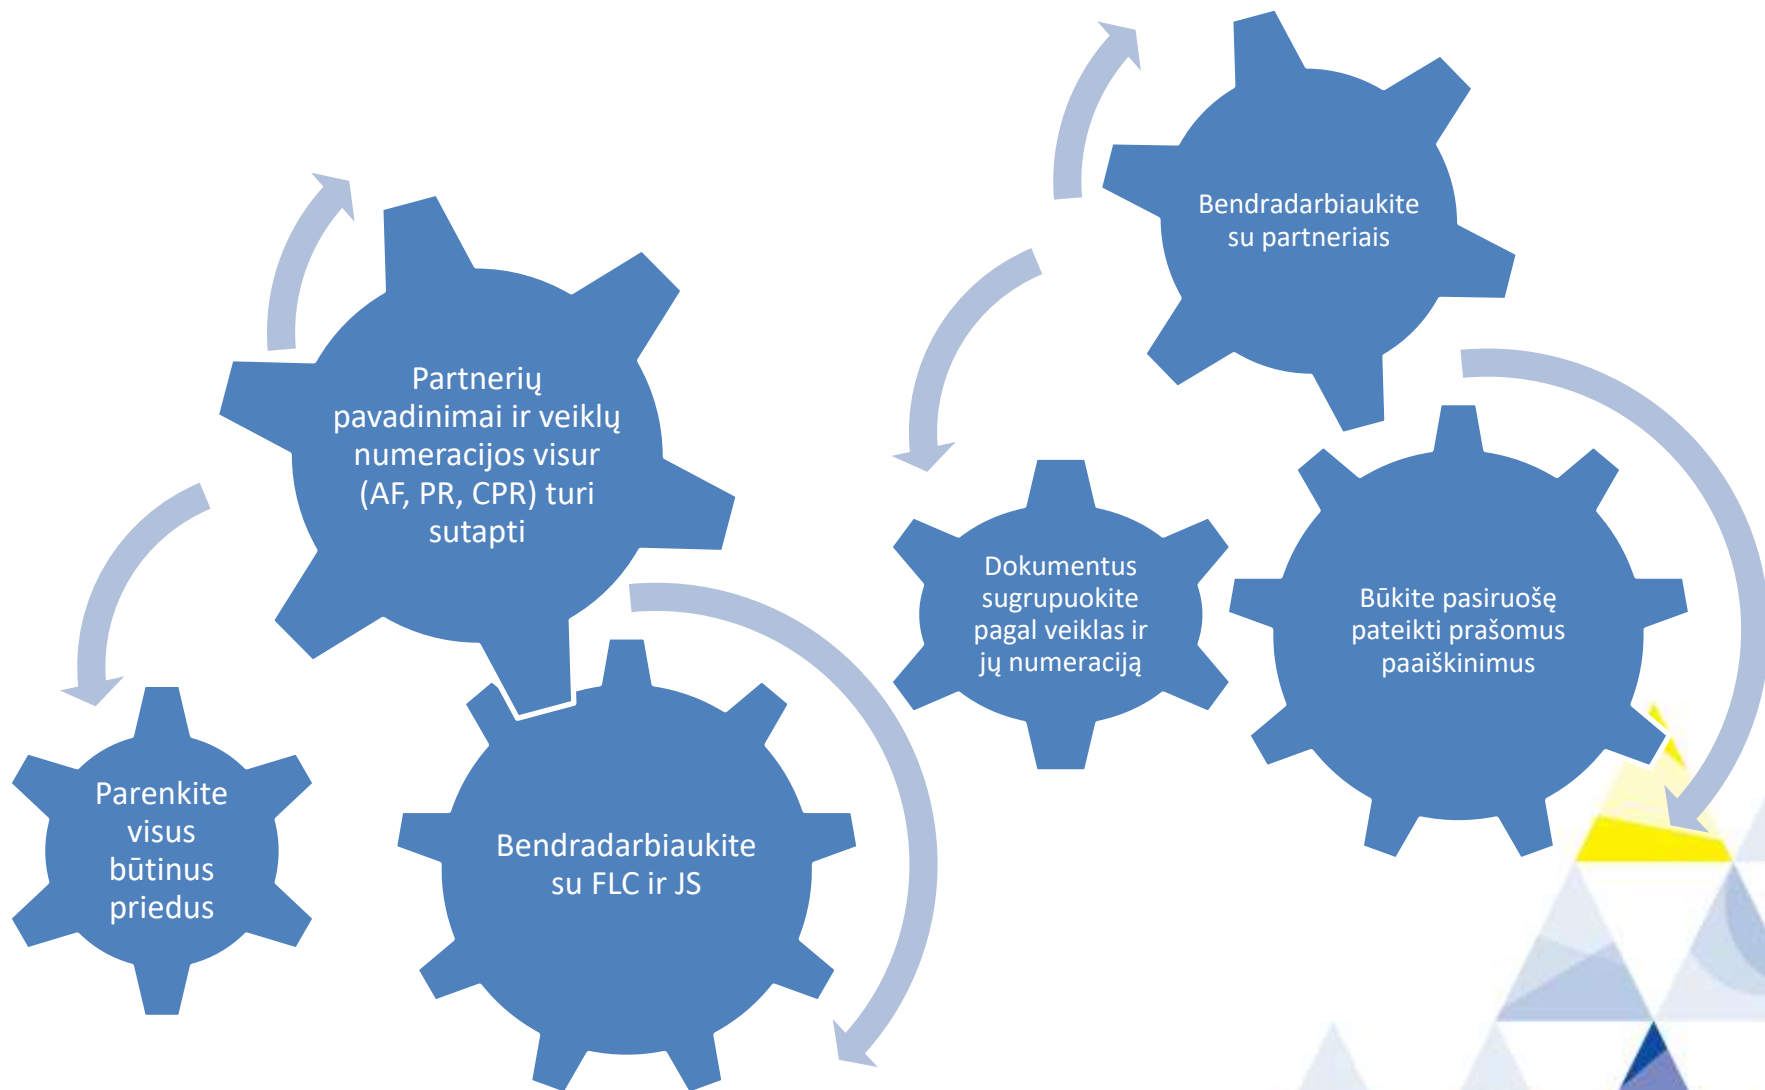 Partnerių
pavadinimai ir veiklų
numeracijos visur
(AF, PR, CPR) turi
sutapti
Parenkite
visus
būtinus
priedus
Bendradarbiaukite
su FLC ir JS
Bendradarbiaukite
su partneriais
Dokumentus
sugrupuokite
pagal veiklas ir
jų numeraciją
Būkite pasiruošę
pateikti prašomus
paaiškinimus